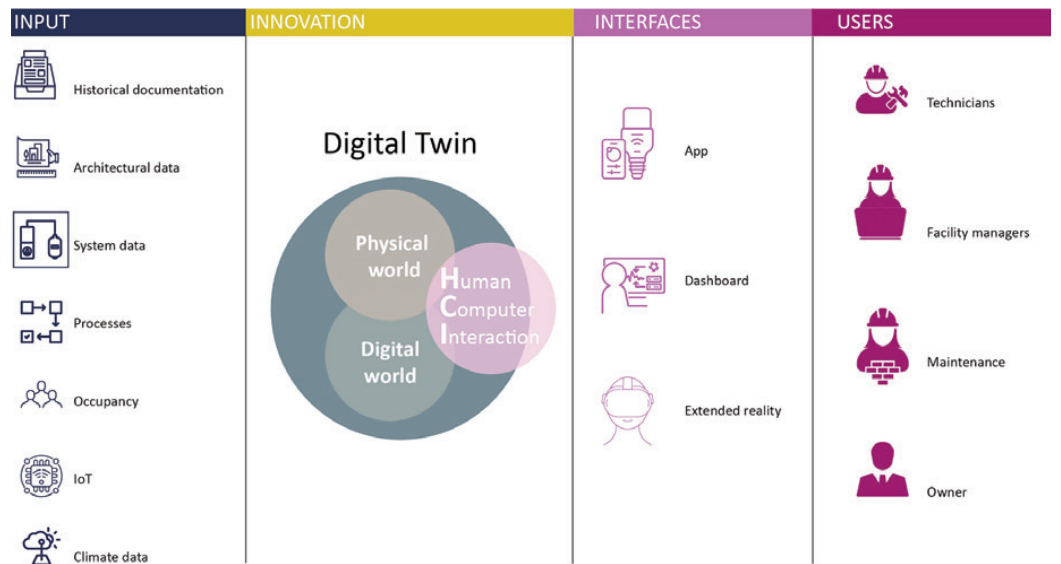 INPUT
INNOVATION
INTERFACES
USERS
Historical documentation
Architectural data
System data
Processes
Occupancy
IoT
Climate data
Digital Twin
Physical
world
Human
Computer
Interaction
Digital
world
App
Dashboard
Extended reality
Technicians
Facility managers
Maintenance
Owner